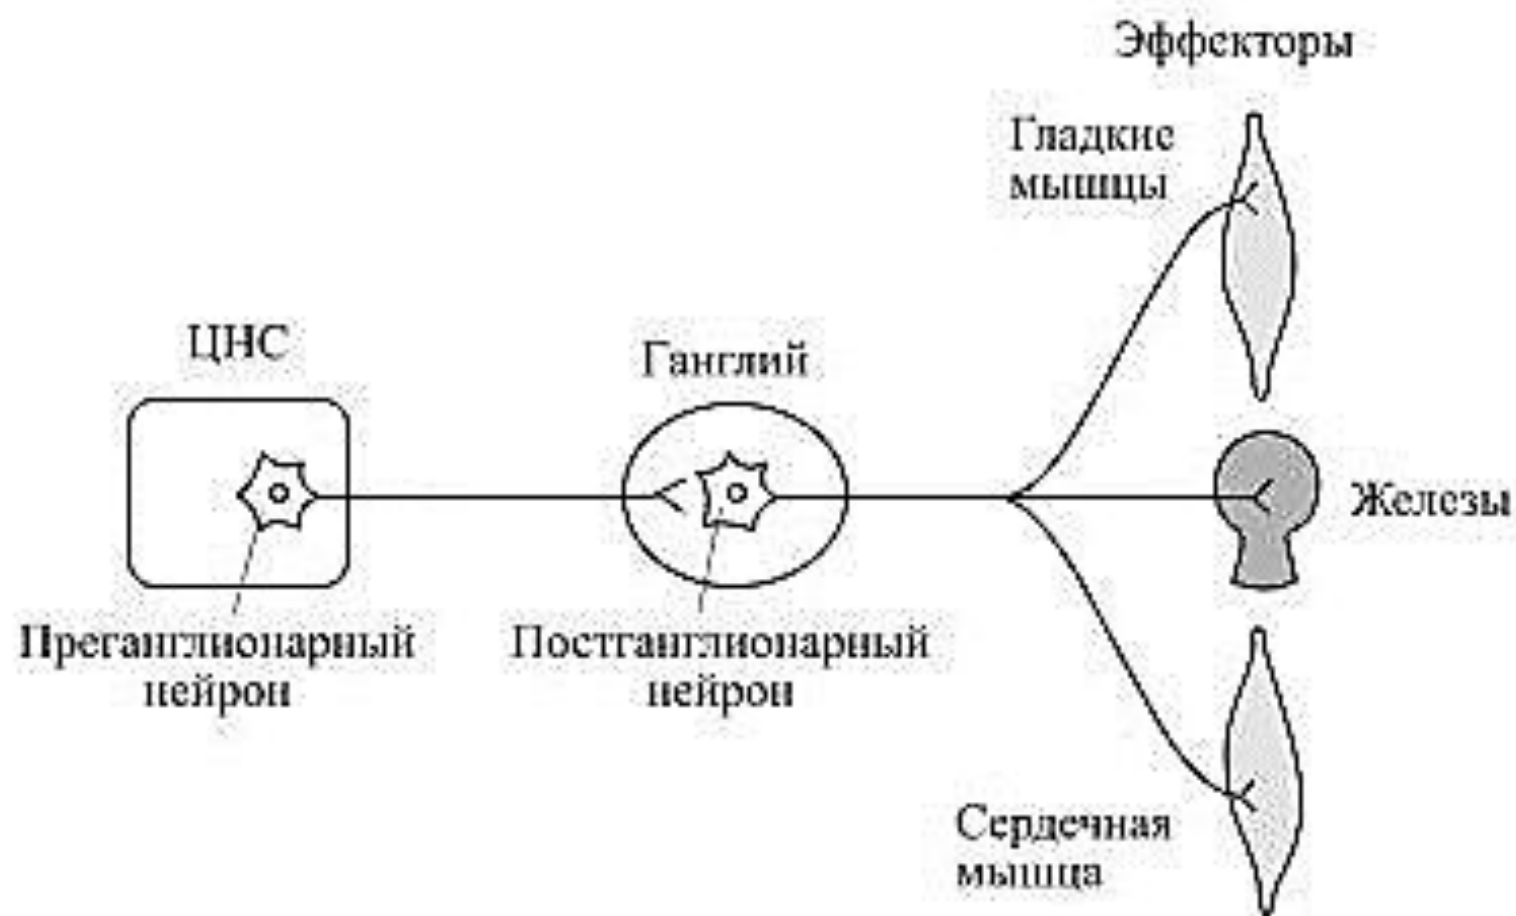 Эффекторы
Гладкие
мышцы
ЦНС
Ганглий
Железы
Преганглионарный
нейрон
Постганглионарный
нейрон
Сердечная
мышца